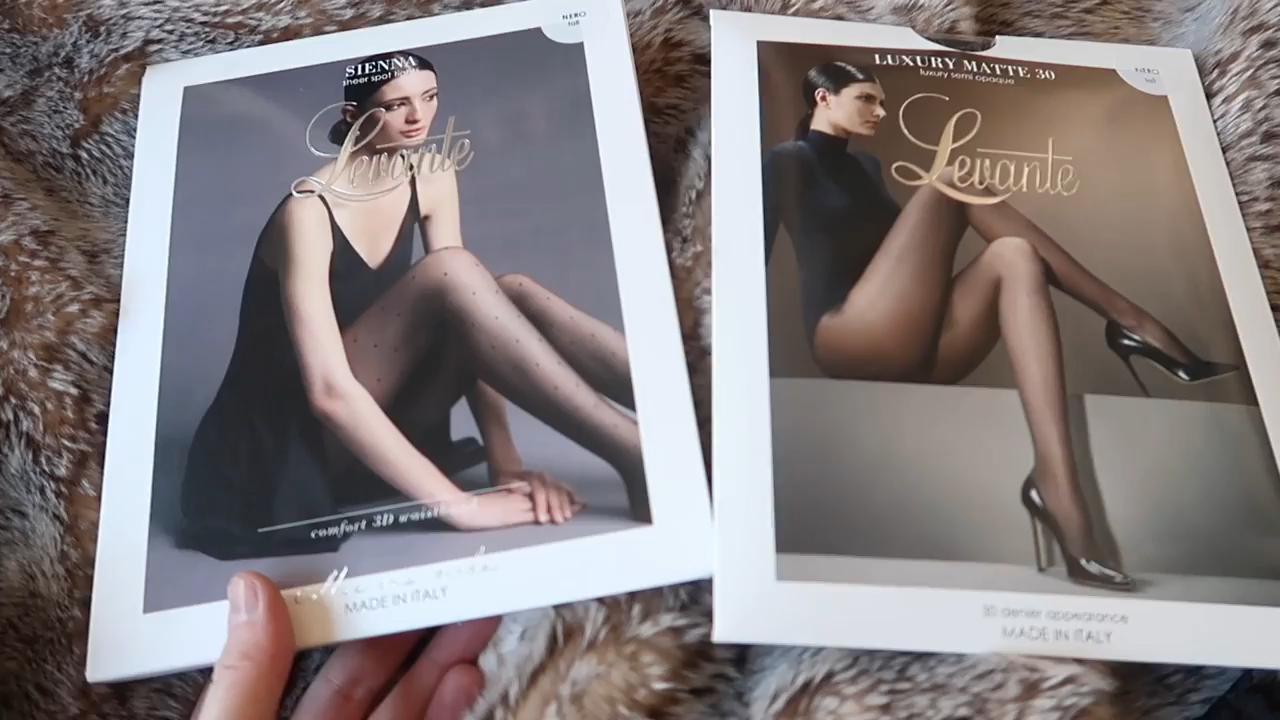 NERO
tall
SIENNA
sheer spot tights
Levante
comfort 3D waist
MADE IN ITALY
LUXURY MATTE 30
luxury semi opaque
NERO
tall
Levante
30 denier appearance
MADE IN ITALY